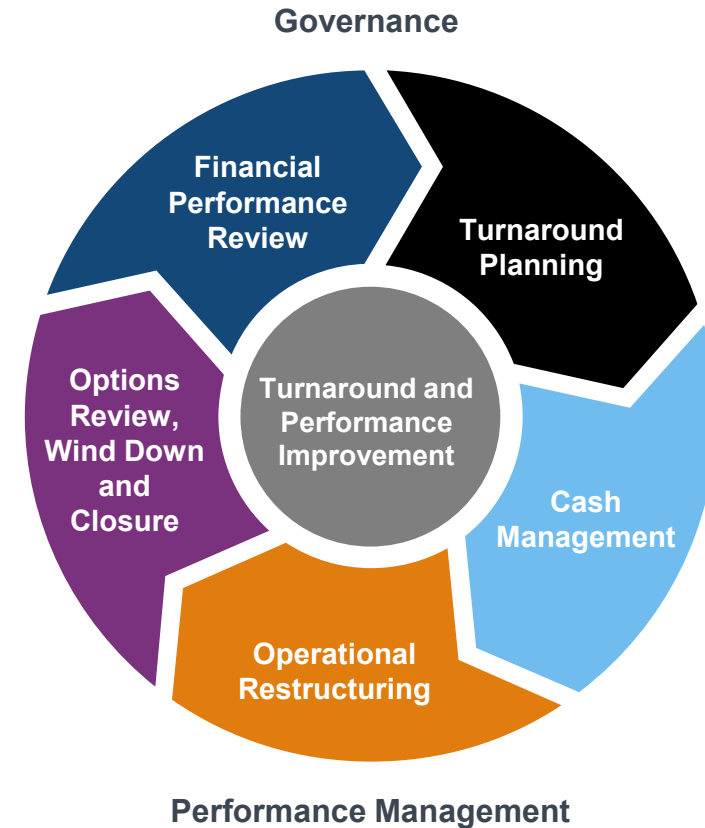 Governance
Financial
Performance
Review
Turnaround
Planning
Turnaround and
Performance
Improvement
Options
Review,
Wind Down
and
Closure
Cash
Management
Operational
Restructuring
Performance Management